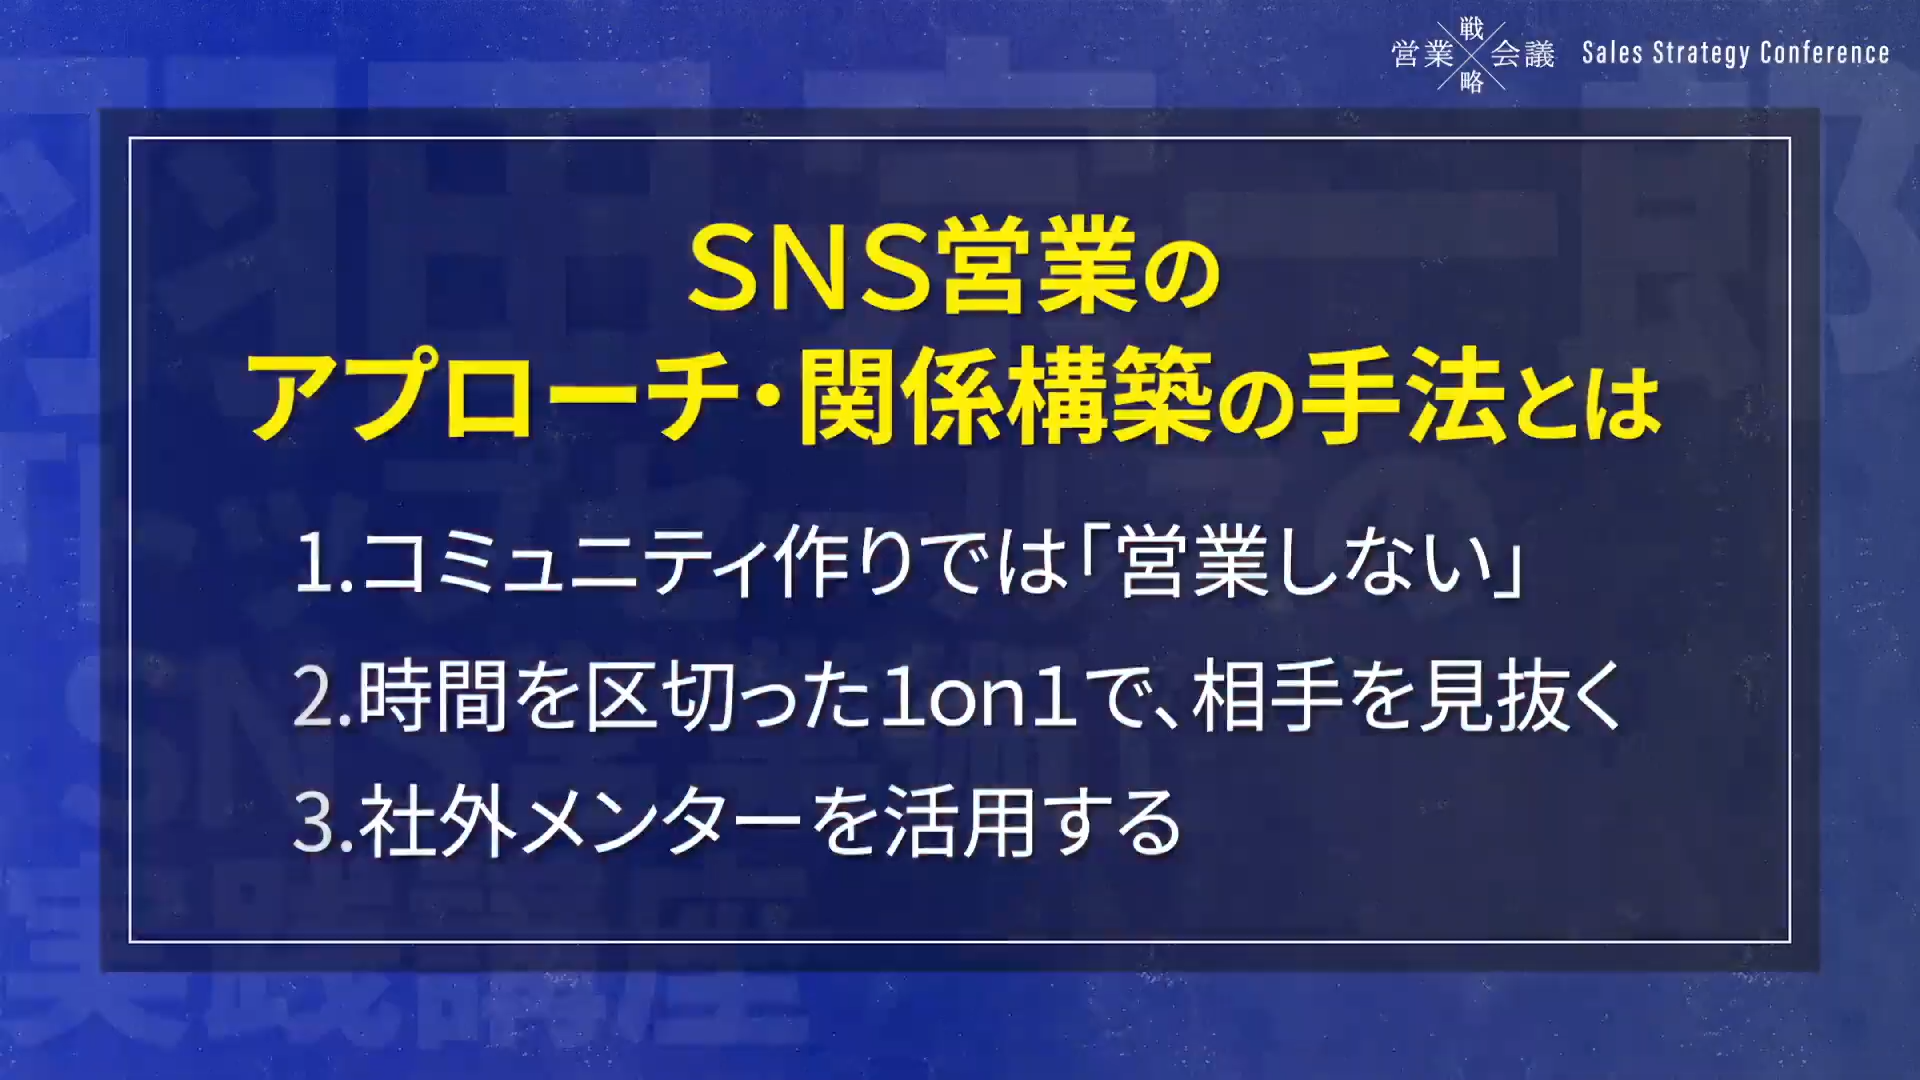 営業戦略会議 Sales Strategy Conference
SNS営業の
アプローチ・関係構築の手法とは
1.コミュニティ作りでは「営業しない」
2.時間を区切った1on1で、相手を見抜く
3.社外メンターを活用する
実践講座